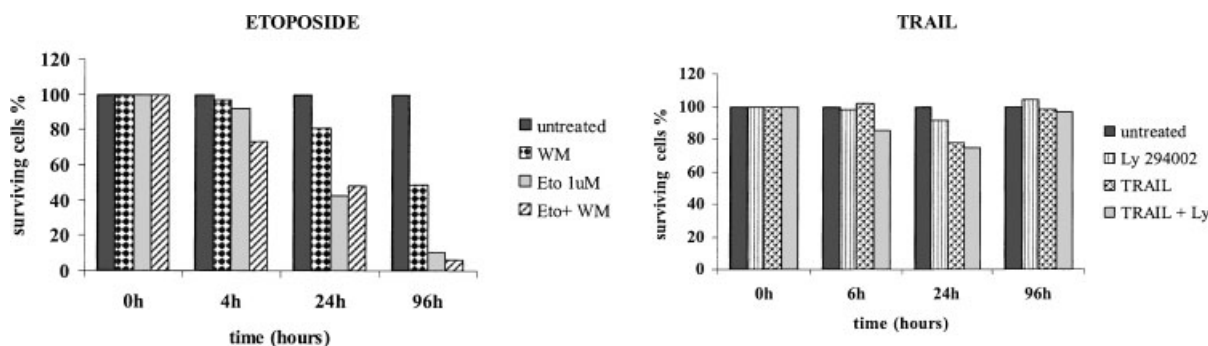 ETOPOSIDE
surviving cells %
120
100
80
60
40
20
0
0h 4h 24h 96h
time (hours)
untreated
WM
Eto 1uM
Eto+ WM
TRAIL
surviving cells %
120
100
80
60
40
20
0
0h 6h 24h 96h
time (hours)
untreated
Ly 294002
TRAIL
TRAIL + Ly